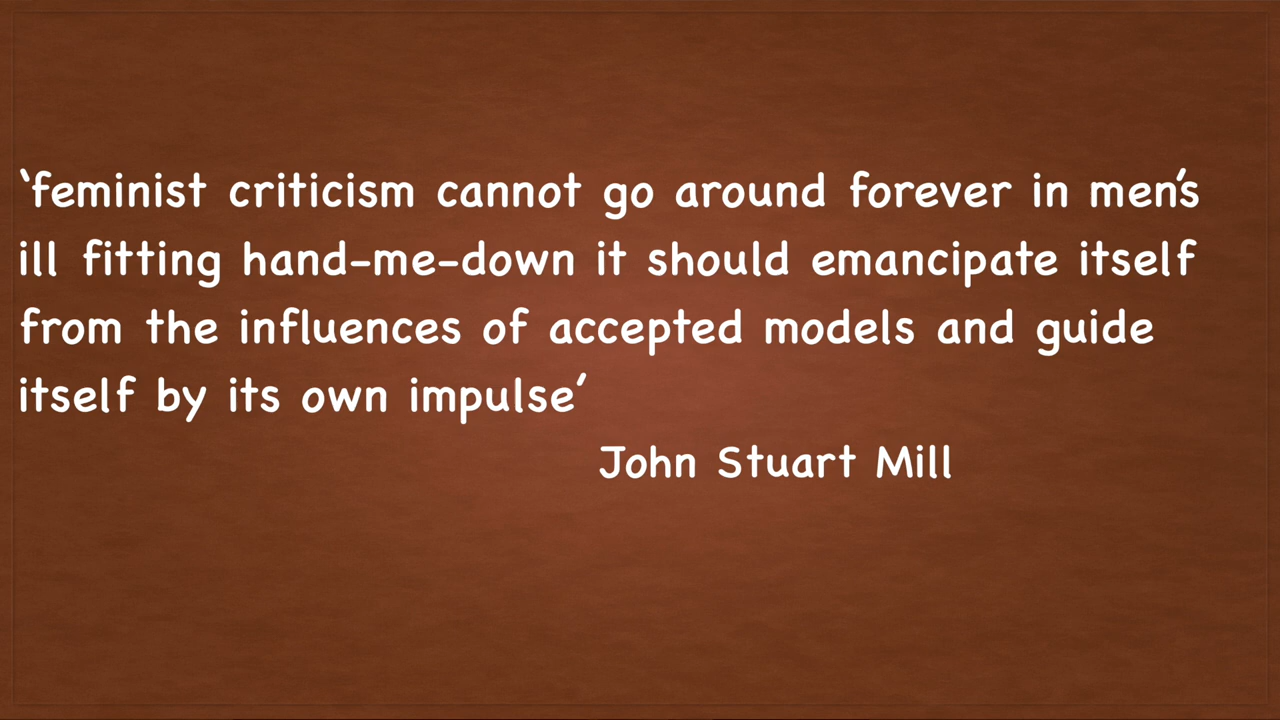 ‘feminist criticism cannot go around forever in men's
ill fitting hand-me-down it should emancipate itself
from the influences of accepted models and guide
itself by its own impulse’
John Stuart Mill